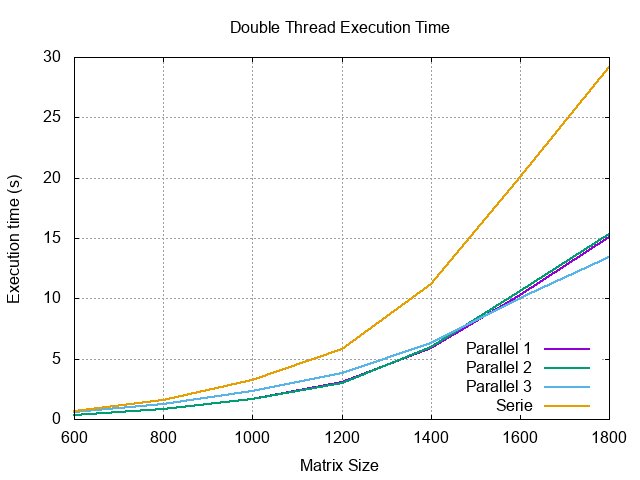 Double Thread Execution Time
30
25
20
15
10
5
0
Execution time (s)
Parallel 1
Parallel 2
Parallel 3
Serie
600 800 1000 1200 1400 1600 1800
Matrix Size